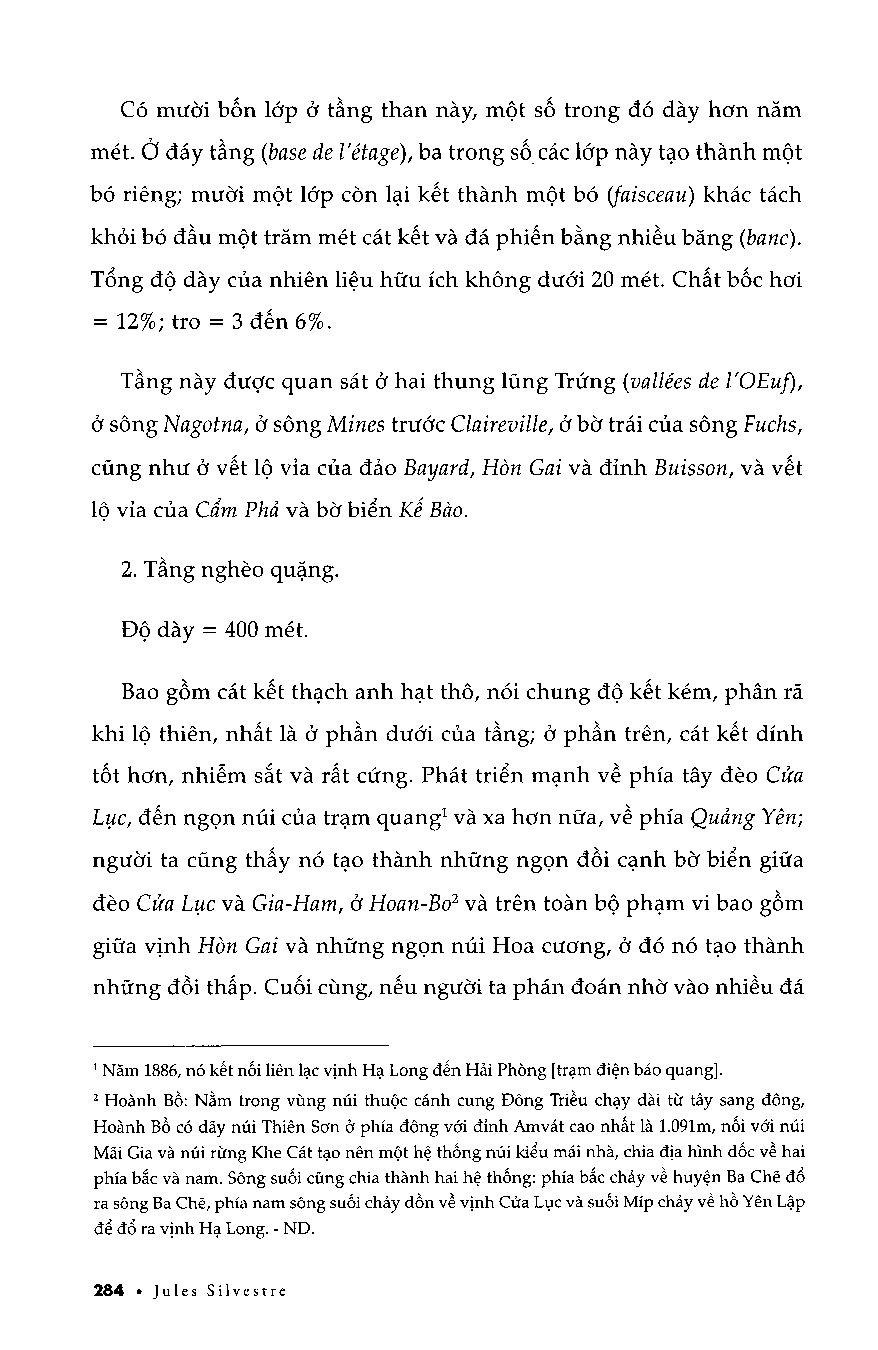 Có mười bốn lớp ở tầng than này, một số trong đó dày hơn năm
mét. Ở đáy tầng (base de l'étage), ba trong số các lớp này tạo thành một
bó riêng; mười một lớp còn lại kết thành một bó (faisceau) khác tách
khỏi bó đầu một trăm mét cát kết và đá phiến bằng nhiều băng (banc).
Tổng độ dày của nhiên liệu hữu ích không dưới 20 mét. Chất bốc hơi
= 12%; tro = 3 đến 6%.
Tầng này được quan sát ở hai thung lũng Trứng (vallées de l'OEuf),
ở sông Nagotna, ở sông Mines trước Claireville, ở bờ trái của sông Fuchs,
cũng như ở vết lộ vỉa của đảo Bayard, Hòn Gai và đỉnh Buisson, và vết
lộ vỉa của Cẩm Phả và bờ biển Kế Bào.
2. Tầng nghèo quặng.
Độ dày = 400 mét.
Bao gồm cát kết thạch anh hạt thô, nói chung độ kết kém, phân rã
khi lộ thiên, nhất là ở phần dưới của tầng; ở phần trên, cát kết dính
tốt hơn, nhiễm sắt và rất cứng. Phát triển mạnh về phía tây đèo Cửa
Lục, đến ngọn núi của trạm quang¹ và xa hơn nữa, về phía Quảng Yên;
người ta cũng thấy nó tạo thành những ngọn đồi cạnh bờ biển giữa
đèo Cửa Lục và Gia-Ham, ở Hoan-Bo² và trên toàn bộ phạm vi bao gồm
giữa vịnh Hòn Gai và những ngọn núi Hoa cương, ở đó nó tạo thành
những đồi thấp. Cuối cùng, nếu người ta phán đoán nhờ vào nhiều đá
¹ Năm 1886, nó kết nối liên lạc vịnh Hạ Long đến Hải Phòng [trạm điện báo quang].
² Hoành Bồ: Nằm trong vùng núi thuộc cánh cung Đông Triều chạy dài từ tây sang đông,
Hoành Bồ có dãy núi Thiên Sơn ở phía đông với đỉnh Amvát cao nhất là 1.091m, nối với núi
Mãi Gia và núi rừng Khe Cát tạo nên một hệ thống núi kiểu mái nhà, chia địa hình dốc về hai
phía bắc và nam. Sông suối cũng chia thành hai hệ thống: phía bắc chảy về huyện Ba Chẽ đổ
ra sông Ba Chẽ, phía nam sông suối chảy dồn về vịnh Cửa Lục và suối Míp chảy về hồ Yên Lập
để đổ ra vịnh Hạ Long. - ND.
284 • Jules Silvestre